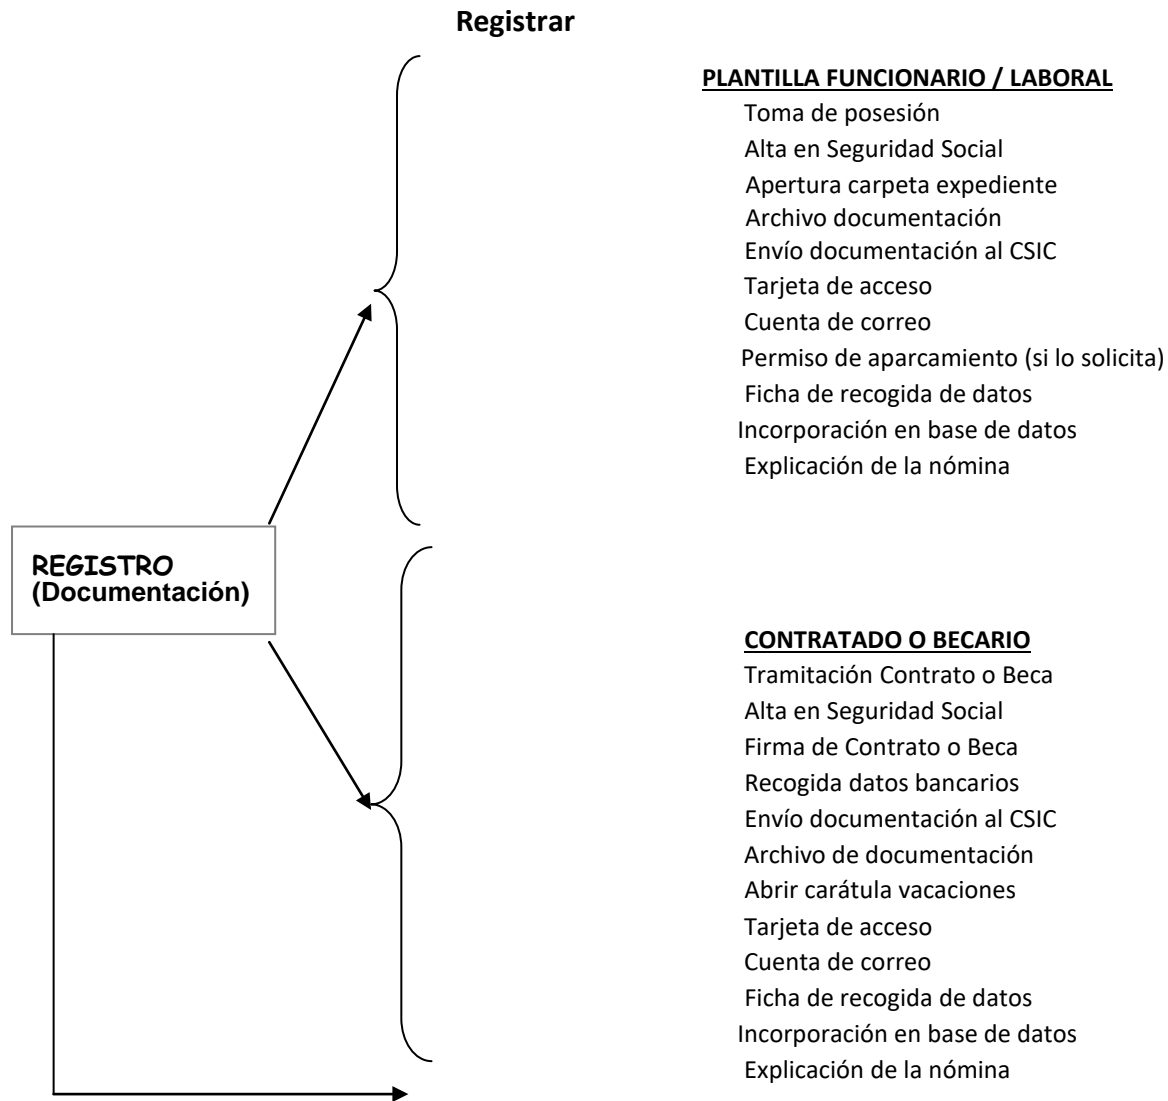 Registrar
PLANTILLA FUNCIONARIO / LABORAL
Toma de posesión
Alta en Seguridad Social
Apertura carpeta expediente
Archivo documentación
Envío documentación al CSIC
Tarjeta de acceso
Cuenta de correo
Permiso de aparcamiento (si lo solicita)
Ficha de recogida de datos
Incorporación en base de datos
Explicación de la nómina
REGISTRO
(Documentación)
CONTRATADO O BECARIO
Tramitación Contrato o Beca
Alta en Seguridad Social
Firma de Contrato o Beca
Recogida datos bancarios
Envío documentación al CSIC
Archivo de documentación
Abrir carátula vacaciones
Tarjeta de acceso
Cuenta de correo
Ficha de recogida de datos
Incorporación en base de datos
Explicación de la nómina